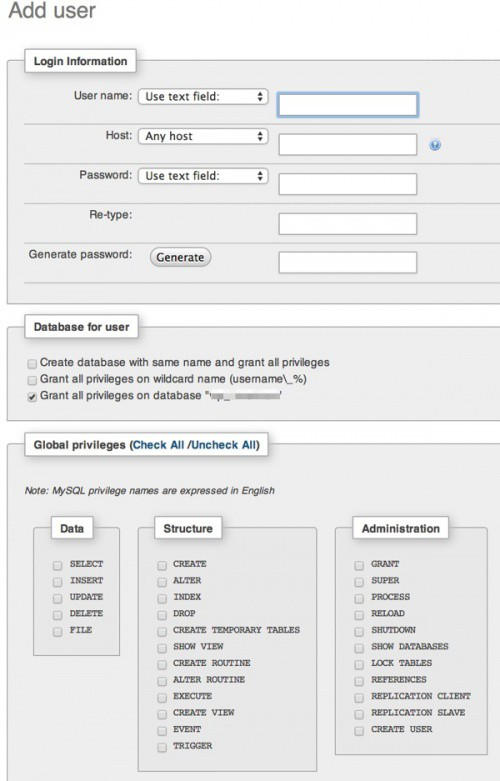 Add user
Login Information
User name: Use text field:
Host: Any host
Password: Use text field:
Re-type:
Generate password: Generate
Database for user
Create database with same name and grant all privileges
Grant all privileges on wildcard name (username\_%)
Grant all privileges on database "
Global privileges (Check All /Uncheck All)
Note: MySQL privilege names are expressed in English
Data
SELECT
INSERT
UPDATE
DELETE
FILE
Structure
CREATE
ALTER
INDEX
DROP
CREATE TEMPORARY TABLES
SHOW VIEW
CREATE ROUTINE
ALTER ROUTINE
EXECUTE
CREATE VIEW
EVENT
TRIGGER
Administration
GRANT
SUPER
PROCESS
RELOAD
SHUTDOWN
SHOW DATABASES
LOCK TABLES
REFERENCES
REPLICATION CLIENT
REPLICATION SLAVE
CREATE USER